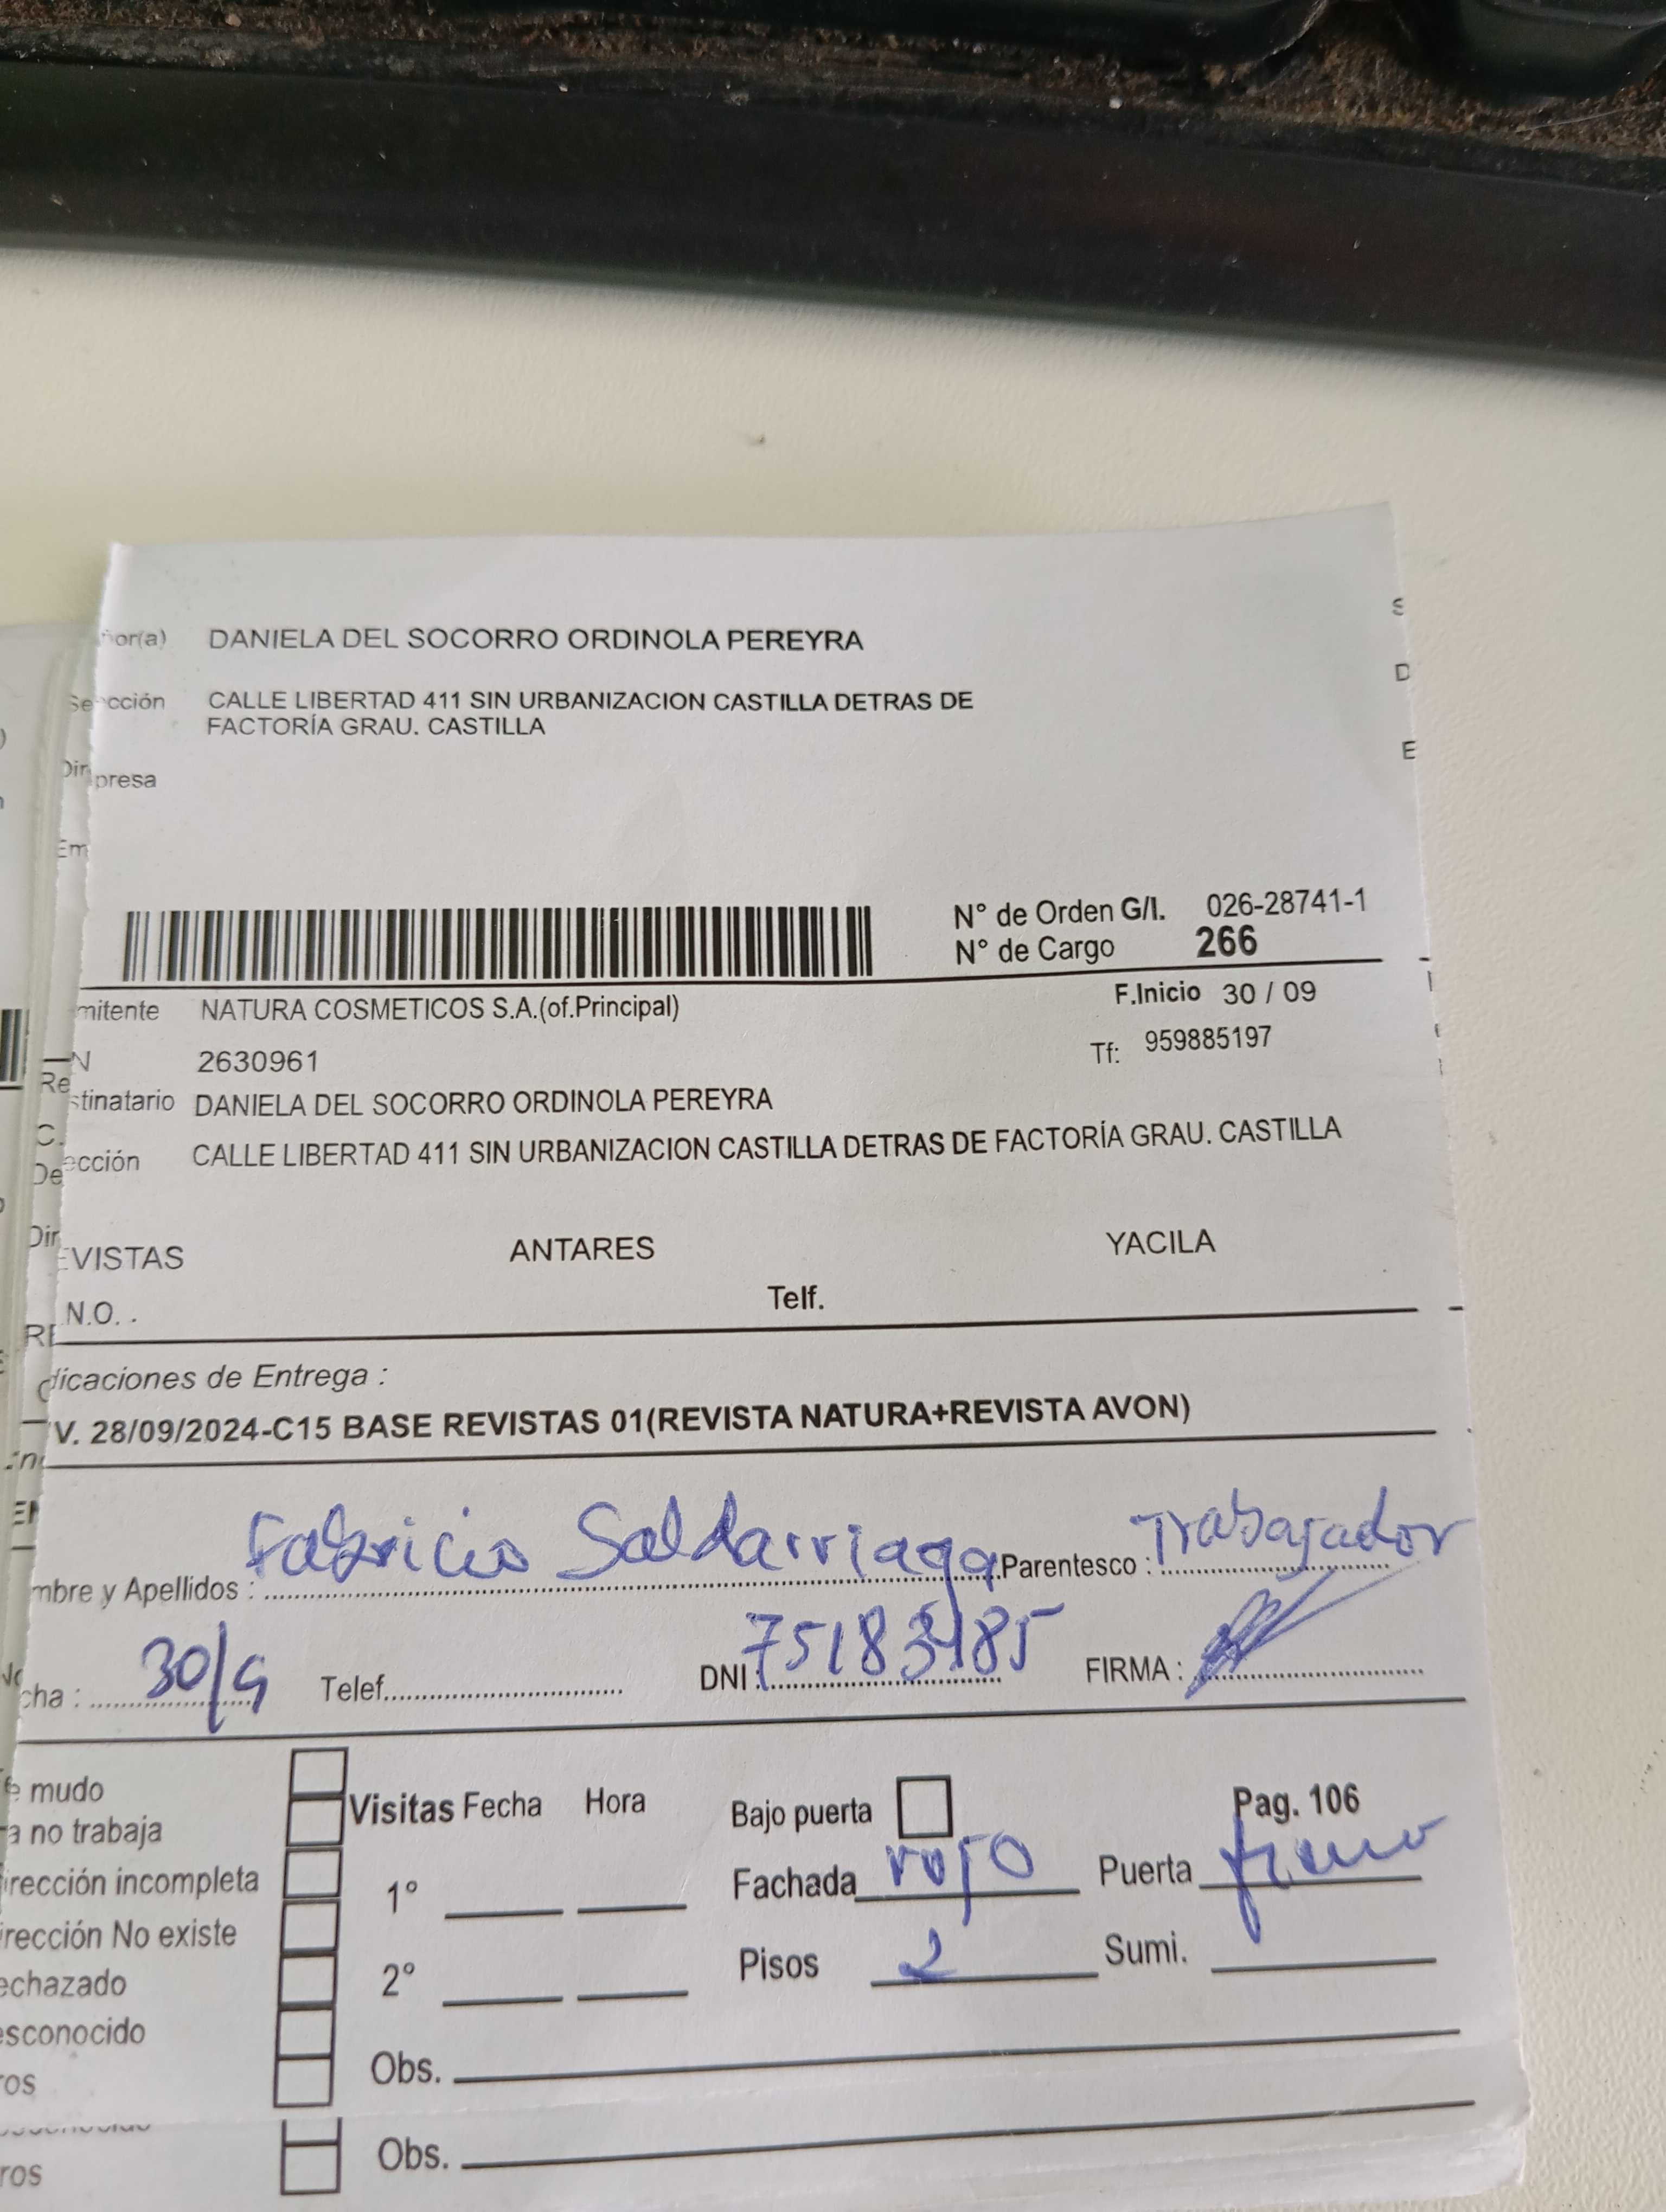 ñor(a) DANIELA DEL SOCORRO ORDINOLA PEREYRA
cción CALLE LIBERTAD 411 SIN URBANIZACION CASTILLA DETRAS DE
FACTORÍA GRAU. CASTILLA
presa
N° de Orden G/I. 026-28741-1
N° de Cargo 266
mitente NATURA COSMETICOS S.A.(of.Principal) F.Inicio 30 / 09
N 2630961 Tf: 959885197
stinatario DANIELA DEL SOCORRO ORDINOLA PEREYRA
ección CALLE LIBERTAD 411 SIN URBANIZACION CASTILLA DETRAS DE FACTORÍA GRAU. CASTILLA
EVISTAS ANTARES YACILA
N.O. . Telf.
dicaciones de Entrega :
V. 28/09/2024-C15 BASE REVISTAS 01(REVISTA NATURA+REVISTA AVON)
mbre y Apellidos : Fabricio Saldarriaga Parentesco : Trabajador
cha : 30/9 Telef. DNI : FIRMA :
e mudo
a no trabaja Visitas Fecha Hora Bajo puerta Pag. 106
irección incompleta 1° Fachada rojo Puerta
irección No existe
echazado 2° Pisos 2 Sumi.
esconocido
ros Obs.
ros Obs.